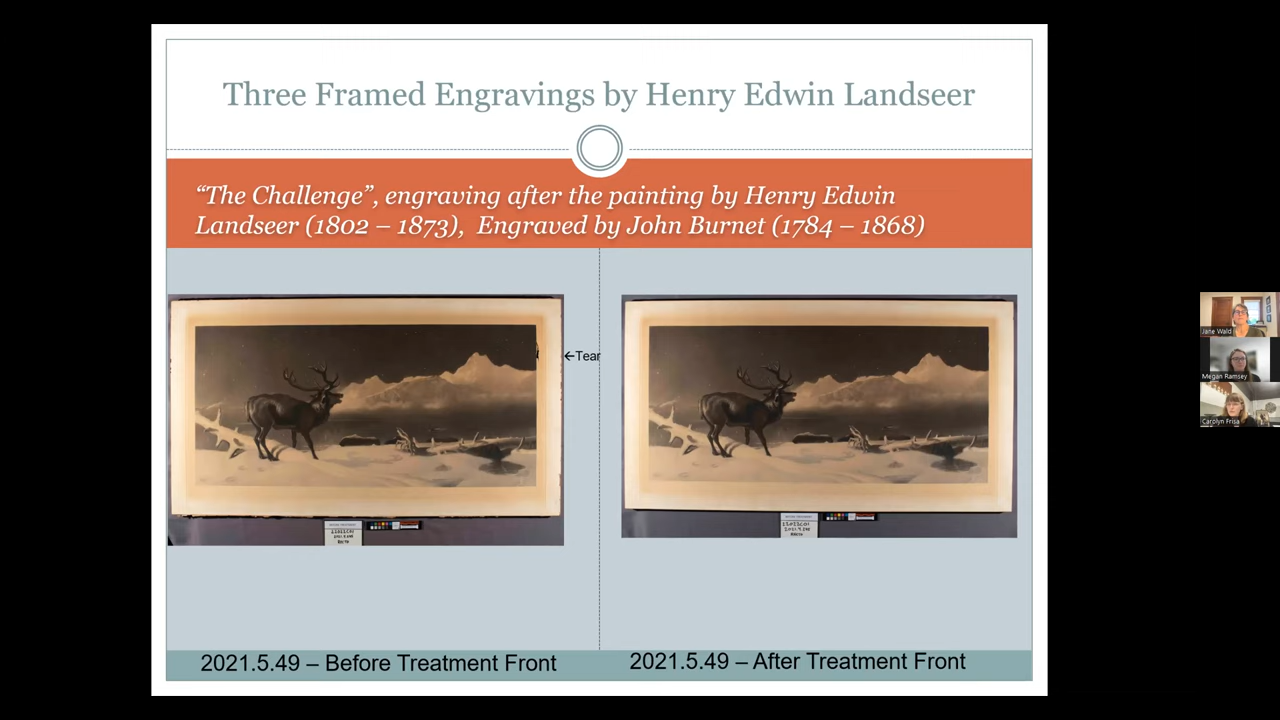 Three Framed Engravings by Henry Edwin Landseer
“The Challenge”, engraving after the painting by Henry Edwin
Landseer (1802 – 1873),  Engraved by John Burnet (1784 – 1868)
←Tear
2021.5.49 – Before Treatment Front
2021.5.49 – After Treatment Front
Jane Wald
Megan Ramsey
Carolyn Frisa